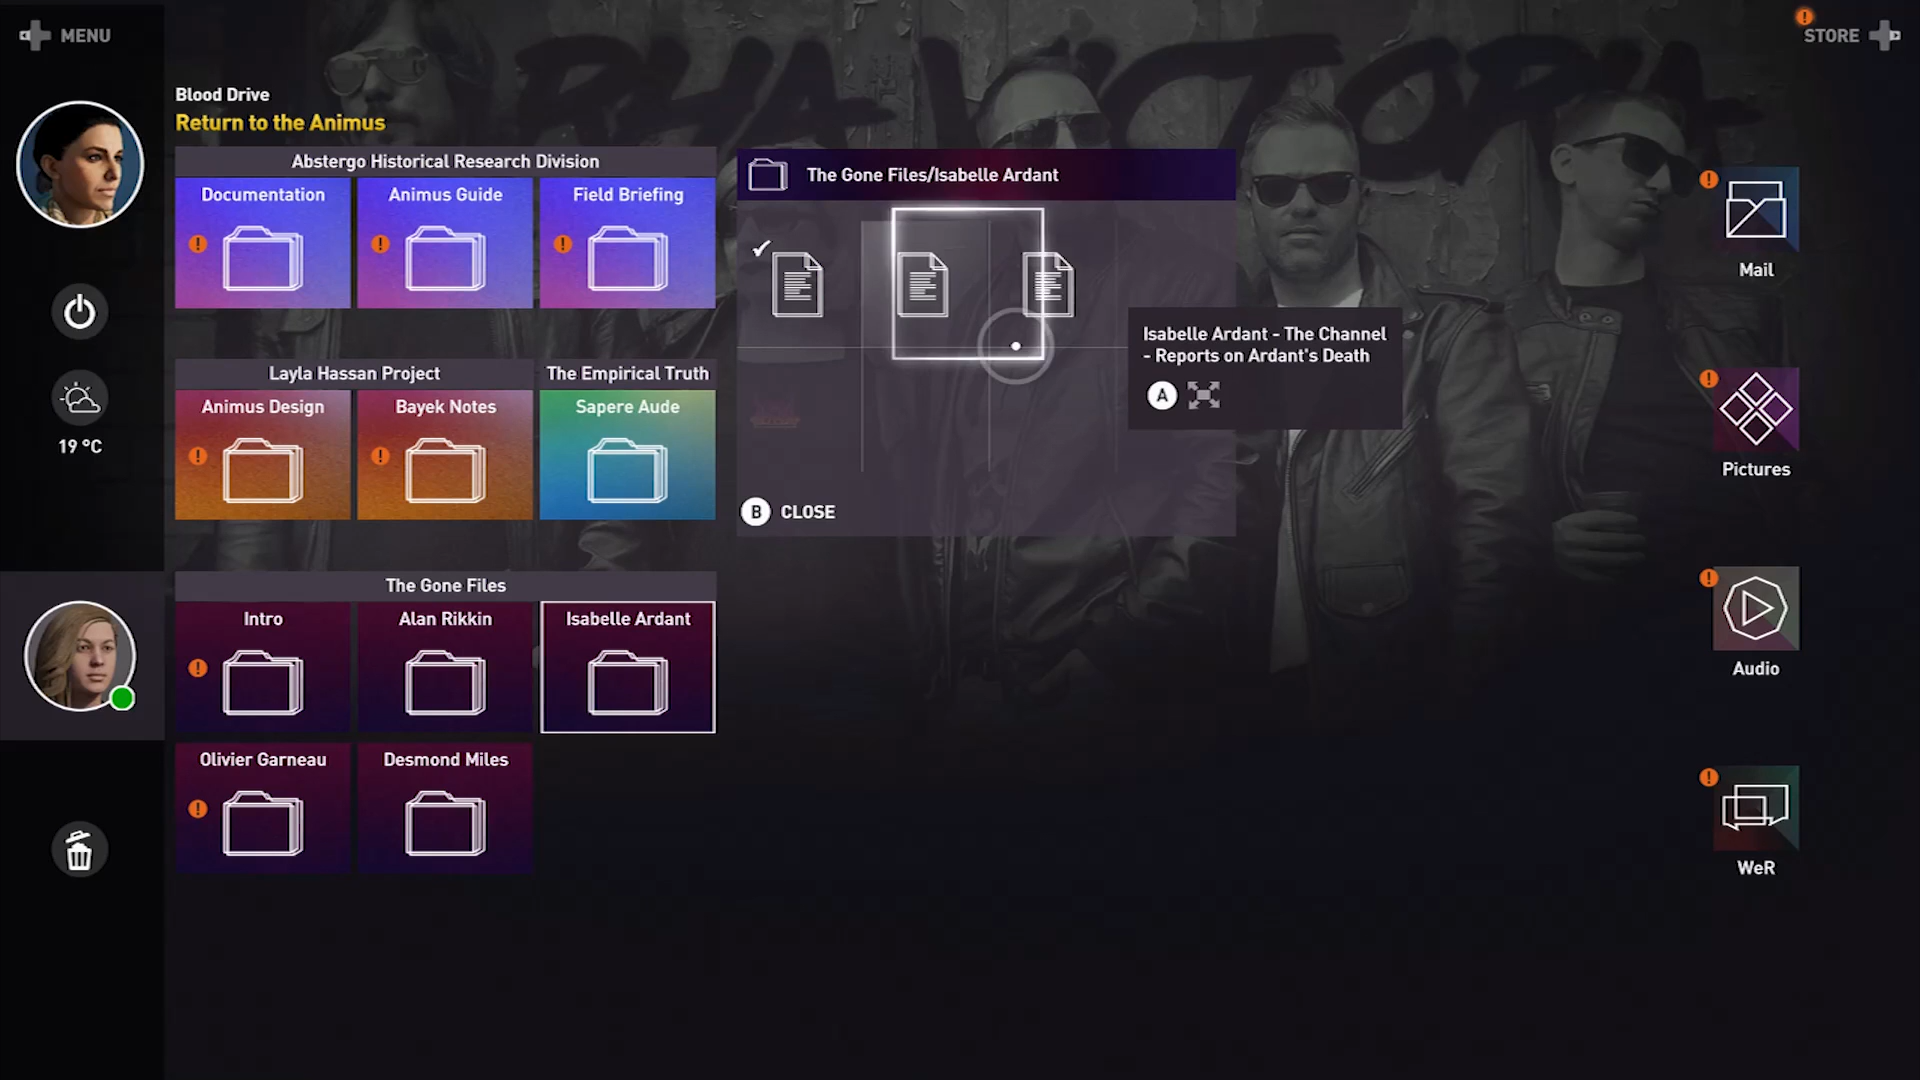 MENU
STORE
Blood Drive
Return to the Animus
Abstergo Historical Research Division
Documentation
Animus Guide
Field Briefing
Layla Hassan Project
The Empirical Truth
Animus Design
Bayek Notes
Sapere Aude
The Gone Files
Intro
Alan Rikkin
Isabelle Ardant
Olivier Garneau
Desmond Miles
The Gone Files/Isabelle Ardant
Isabelle Ardant - The Channel
- Reports on Ardant's Death
A
B CLOSE
19 °C
Mail
Pictures
Audio
WeR